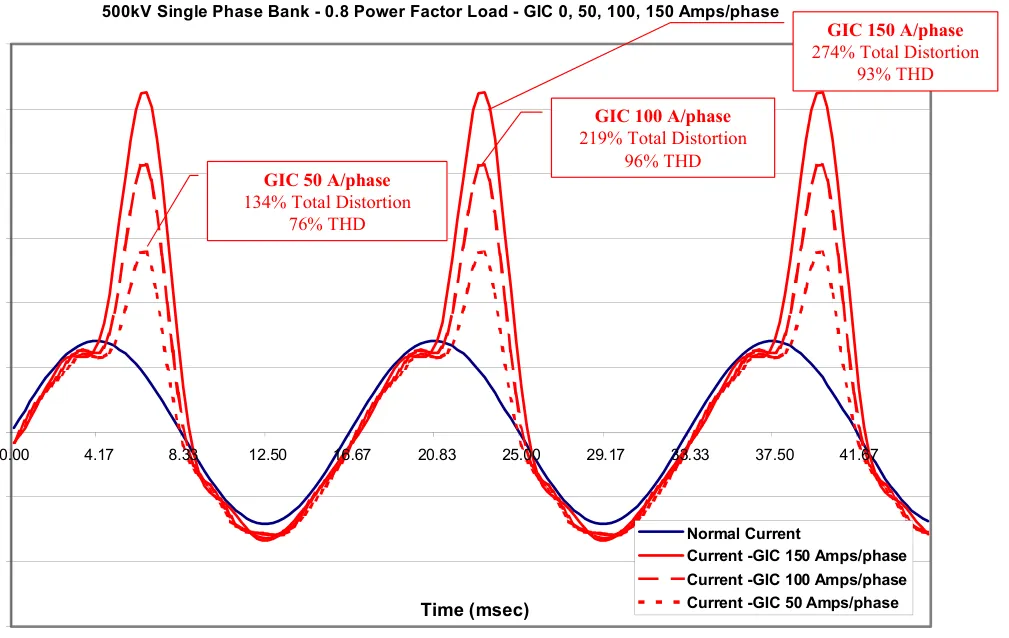 500kV Single Phase Bank - 0.8 Power Factor Load - GIC 0, 50, 100, 150 Amps/phase
GIC 150 A/phase
274% Total Distortion
93% THD
GIC 100 A/phase
219% Total Distortion
96% THD
GIC 50 A/phase
134% Total Distortion
76% THD
0.00 4.17 8.33 12.50 16.67 20.83 25.00 29.17 33.33 37.50 41.67
Normal Current
Current -GIC 150 Amps/phase
Current -GIC 100 Amps/phase
Current -GIC 50 Amps/phase
Time (msec)